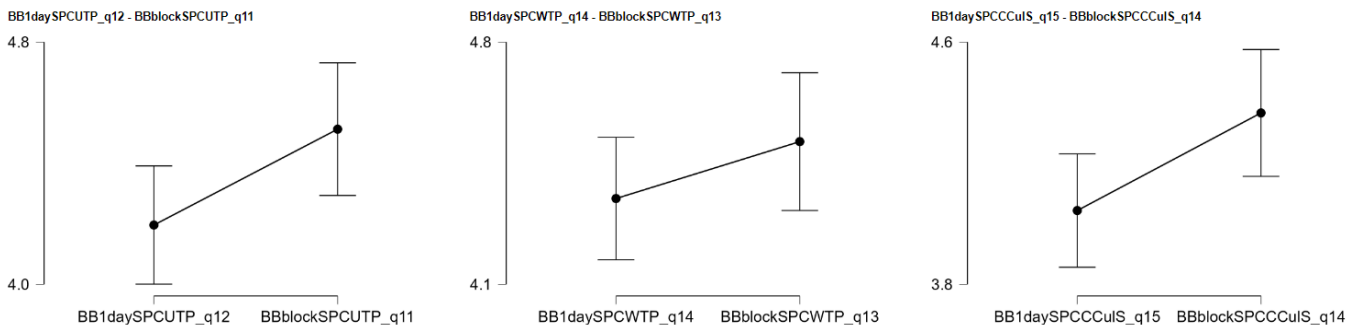 BB1daySPCUTP_q12 - BBblockSPCUTP_q11
4.8
4.0
BB1daySPCUTP_q12 BBblockSPCUTP_q11
BB1daySPCWTP_q14 - BBblockSPCWTP_q13
4.8
4.1
BB1daySPCWTP_q14 BBblockSPCWTP_q13
BB1daySPCCCulS_q15 - BBblockSPCCCulS_q14
4.6
3.8
BB1daySPCCCulS_q15 BBblockSPCCCulS_q14